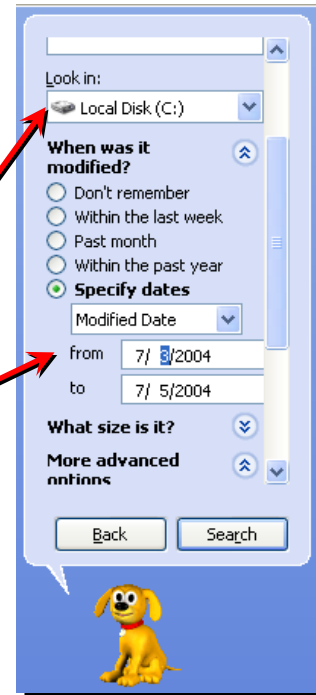 Look in:
Local Disk (C:)
When was it
modified?
Don't remember
Within the last week
Past month
Within the past year
Specify dates
Modified Date
from 7/ 3/2004
to 7/ 5/2004
What size is it?
More advanced
options
Back Search